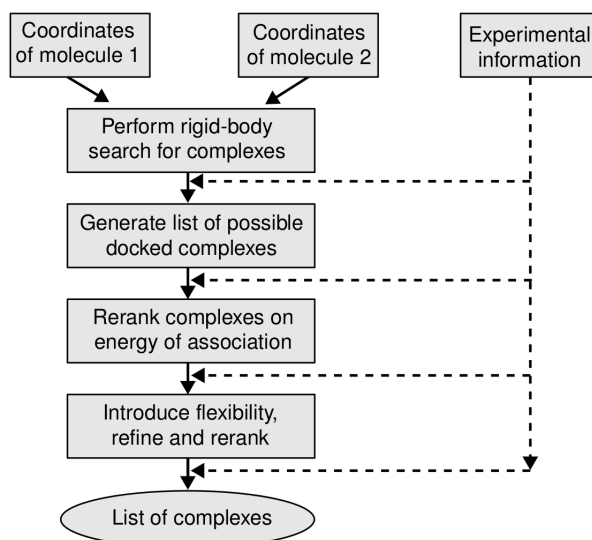 Coordinates
of molecule 1
Coordinates
of molecule 2
Experimental
information
Perform rigid-body
search for complexes
Generate list of possible
docked complexes
Rerank complexes on
energy of association
Introduce flexibility,
refine and rerank
List of complexes